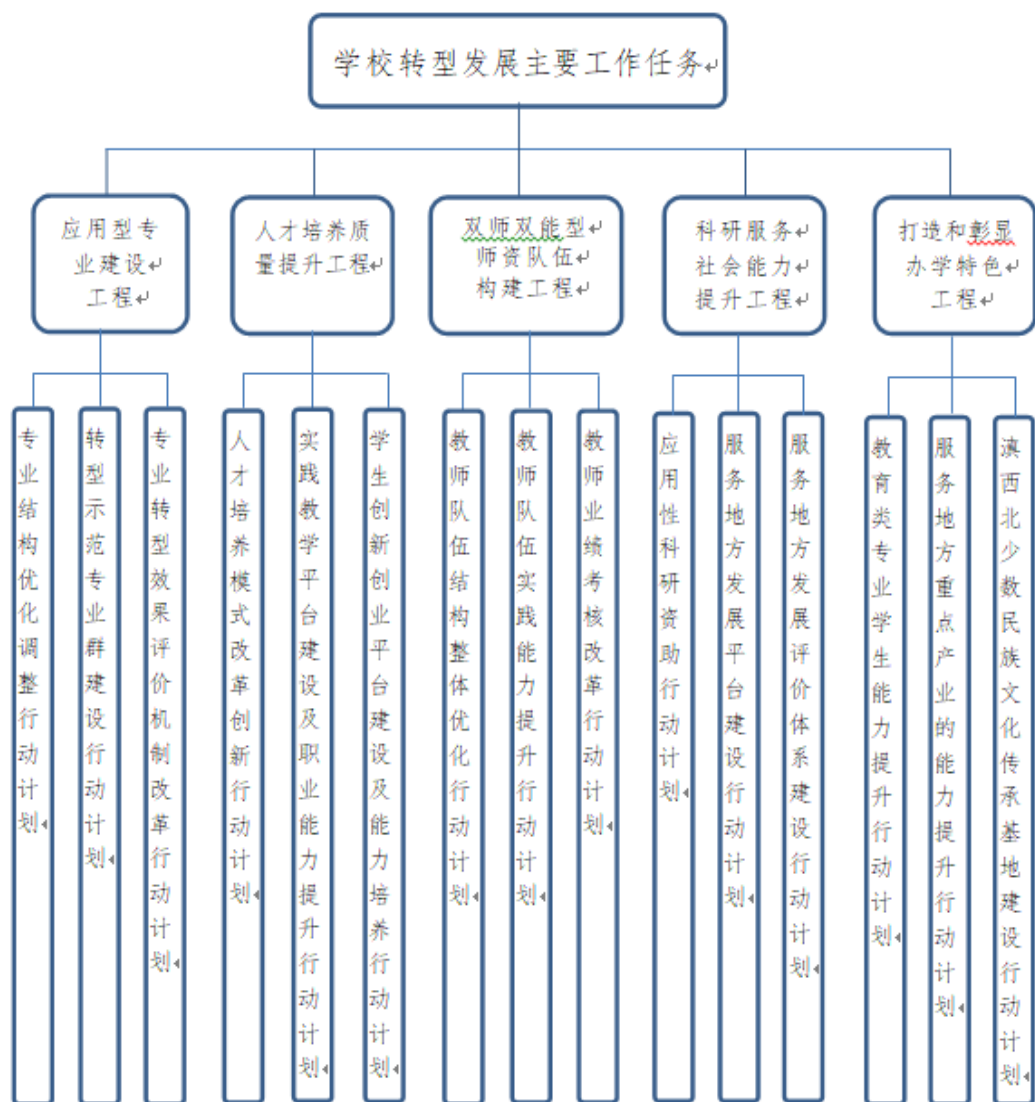 学校转型发展主要工作任务
应用型专
业建设
工程
人才培养质
量提升工程
双师双能型
师资队伍
构建工程
科研服务
社会能力
提升工程
打造和彰显
办学特色
工程
专业结构优化调整行动计划
转型示范专业群建设行动计划
专业转型效果评价机制改革行动计划
人才培养模式改革创新行动计划
实践教学平台建设及职业能力提升行动计划
学生创新创业平台建设及能力培养行动计划
教师队伍结构整体优化行动计划
教师队伍实践能力提升行动计划
教师业绩考核改革行动计划
应用性科研资助行动计划
服务地方发展平台建设行动计划
服务地方发展评价体系建设行动计划
教育类专业学生能力提升行动计划
服务地方重点产业的能力提升行动计划
滇西北少数民族文化传承基地建设行动计划